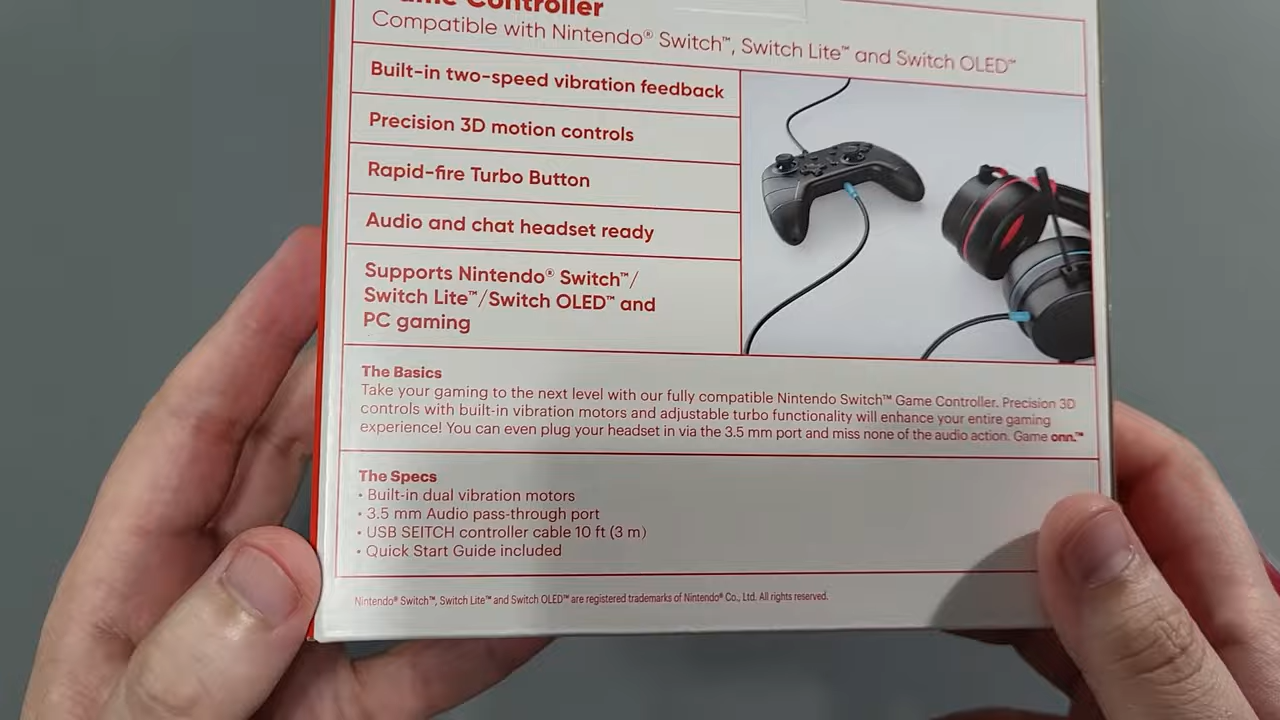 Game Controller
Compatible with Nintendo® Switch™, Switch Lite™ and Switch OLED™
Built-in two-speed vibration feedback
Precision 3D motion controls
Rapid-fire Turbo Button
Audio and chat headset ready
Supports Nintendo® Switch™/
Switch Lite™/Switch OLED™ and
PC gaming
The Basics
Take your gaming to the next level with our fully compatible Nintendo Switch™ Game Controller. Precision 3D
controls with built-in vibration motors and adjustable turbo functionality will enhance your entire gaming
experience! You can even plug your headset in via the 3.5 mm port and miss none of the audio action. Game onn.™
The Specs
• Built-in dual vibration motors
• 3.5 mm Audio pass-through port
• USB SEITCH controller cable 10 ft (3 m)
• Quick Start Guide included
Nintendo® Switch™, Switch Lite™ and Switch OLED™ are registered trademarks of Nintendo® Co., Ltd. All rights reserved.